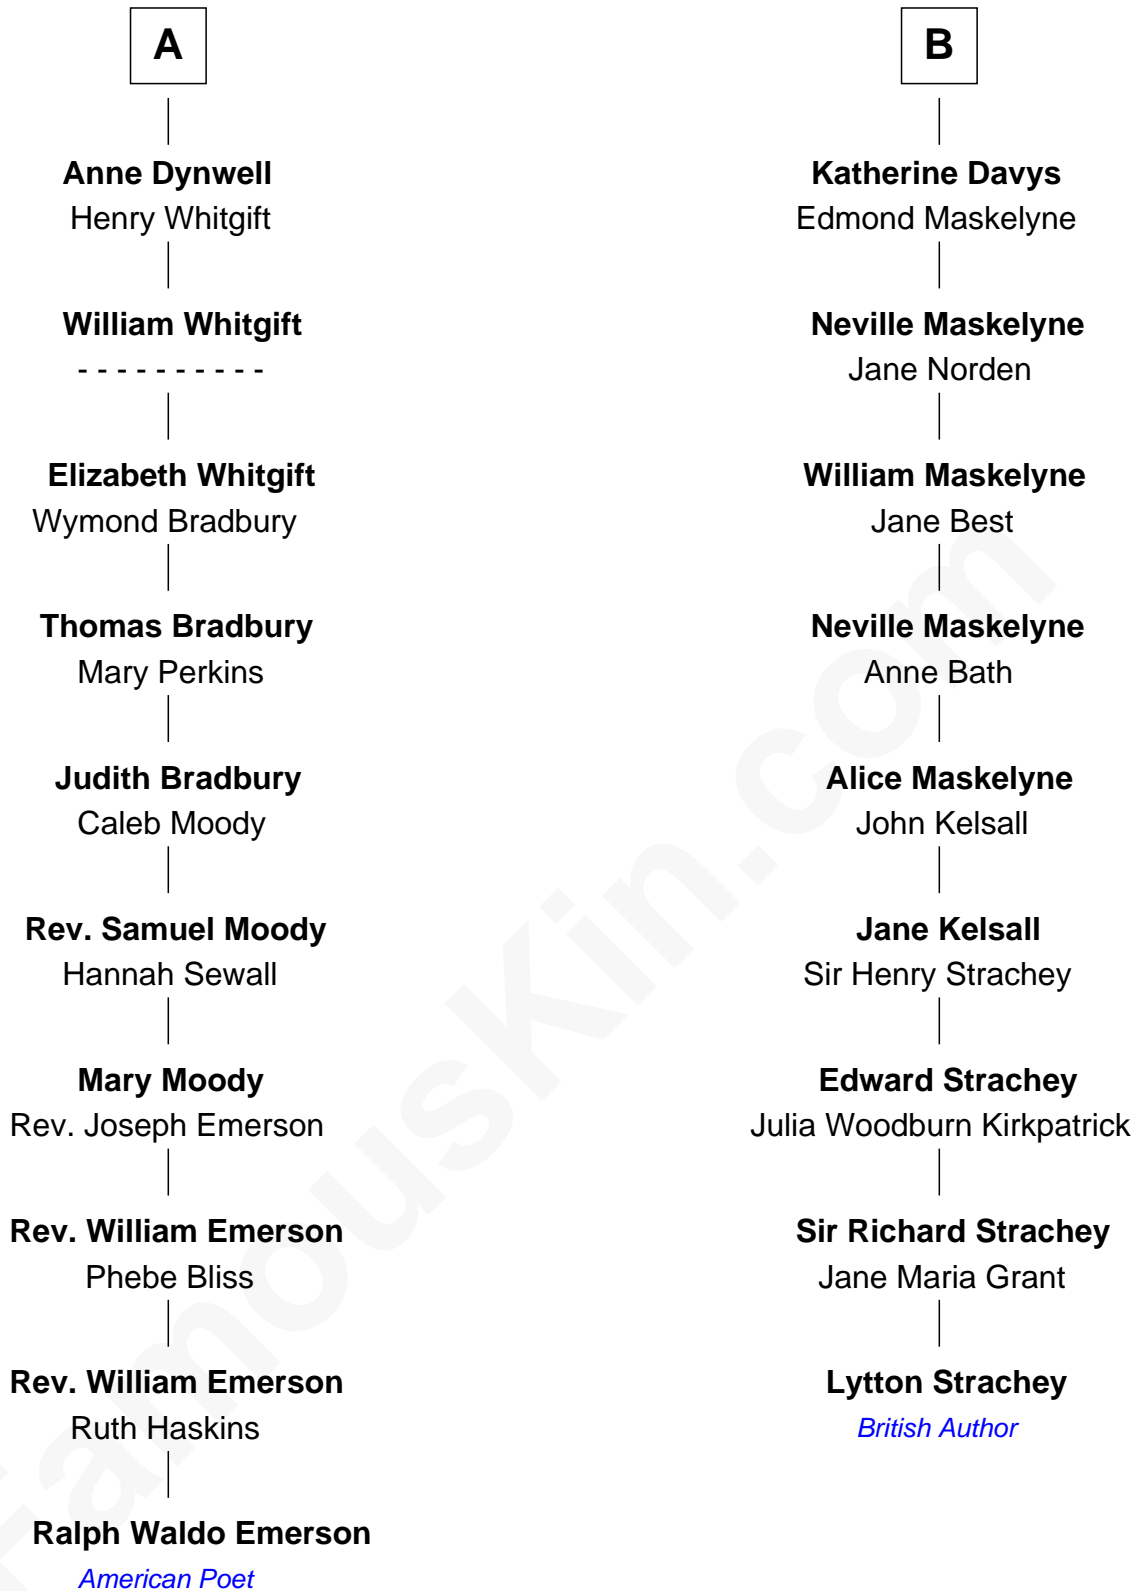 A
Anne Dynwell
Henry Whitgift
William Whitgift
- - - - - - - - - -
Elizabeth Whitgift
Wymond Bradbury
Thomas Bradbury
Mary Perkins
Judith Bradbury
Caleb Moody
Rev. Samuel Moody
Hannah Sewall
Mary Moody
Rev. Joseph Emerson
Rev. William Emerson
Phebe Bliss
Rev. William Emerson
Ruth Haskins
Ralph Waldo Emerson
American Poet
B
Katherine Davys
Edmond Maskelyne
Neville Maskelyne
Jane Norden
William Maskelyne
Jane Best
Neville Maskelyne
Anne Bath
Alice Maskelyne
John Kelsall
Jane Kelsall
Sir Henry Strachey
Edward Strachey
Julia Woodburn Kirkpatrick
Sir Richard Strachey
Jane Maria Grant
Lytton Strachey
British Author
FamousKin.com